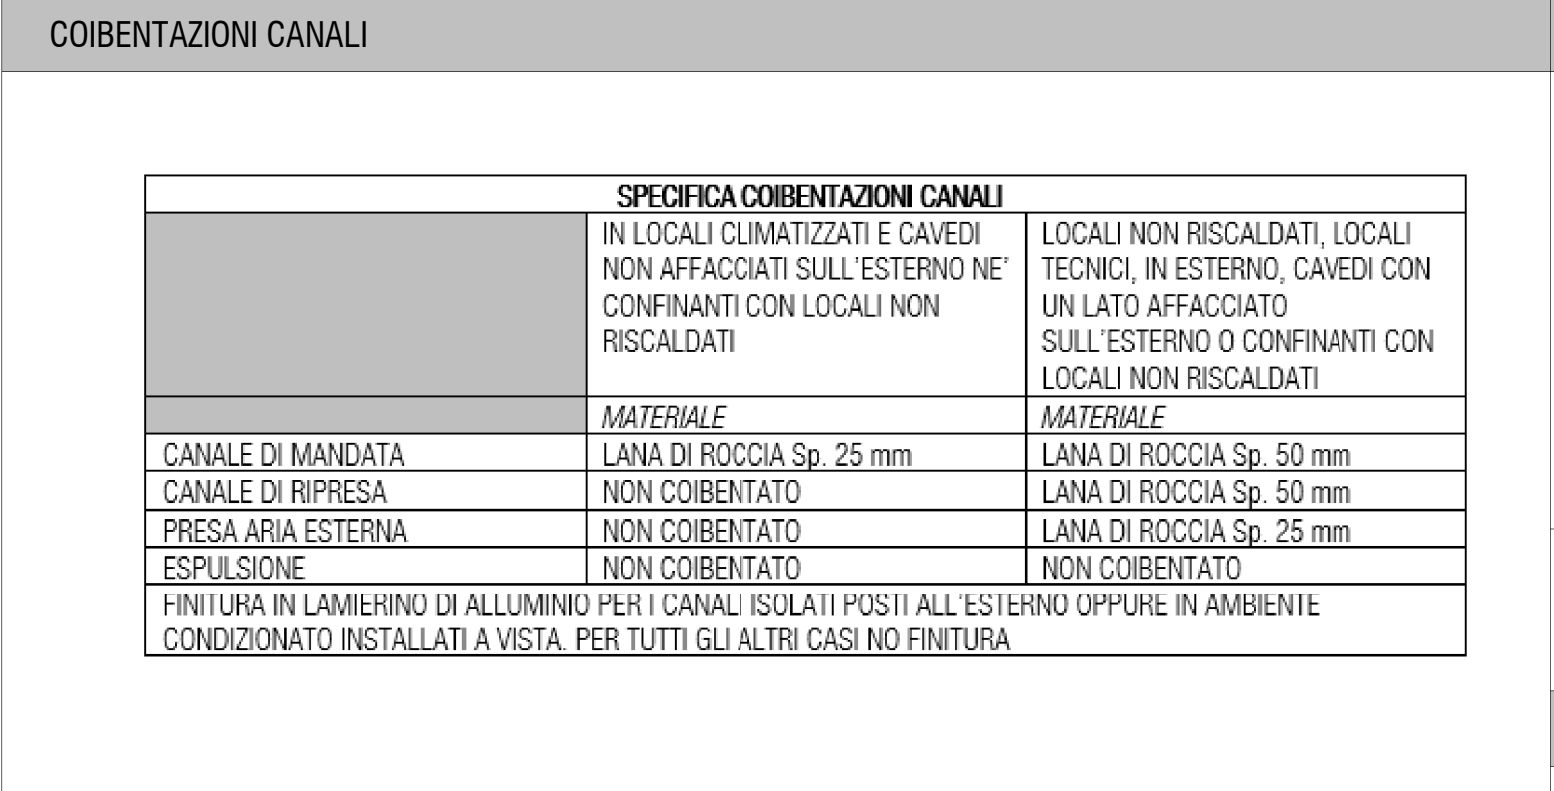 COIBENTAZIONI CANALI
SPECIFICA COIBENTAZIONI CANALI
IN LOCALI CLIMATIZZATI E CAVEDI
NON AFFACCIATI SULL'ESTERNO NE'
CONFINANTI CON LOCALI NON
RISCALDATI
LOCALI NON RISCALDATI, LOCALI
TECNICI, IN ESTERNO, CAVEDI CON
UN LATO AFFACCIATO
SULL'ESTERNO O CONFINANTI CON
LOCALI NON RISCALDATI
MATERIALE
MATERIALE
CANALE DI MANDATA
LANA DI ROCCIA Sp. 25 mm
LANA DI ROCCIA Sp. 50 mm
CANALE DI RIPRESA
NON COIBENTATO
LANA DI ROCCIA Sp. 50 mm
PRESA ARIA ESTERNA
NON COIBENTATO
LANA DI ROCCIA Sp. 25 mm
ESPULSIONE
NON COIBENTATO
NON COIBENTATO
FINITURA IN LAMIERINO DI ALLUMINIO PER I CANALI ISOLATI POSTI ALL'ESTERNO OPPURE IN AMBIENTE
CONDIZIONATO INSTALLATI A VISTA. PER TUTTI GLI ALTRI CASI NO FINITURA